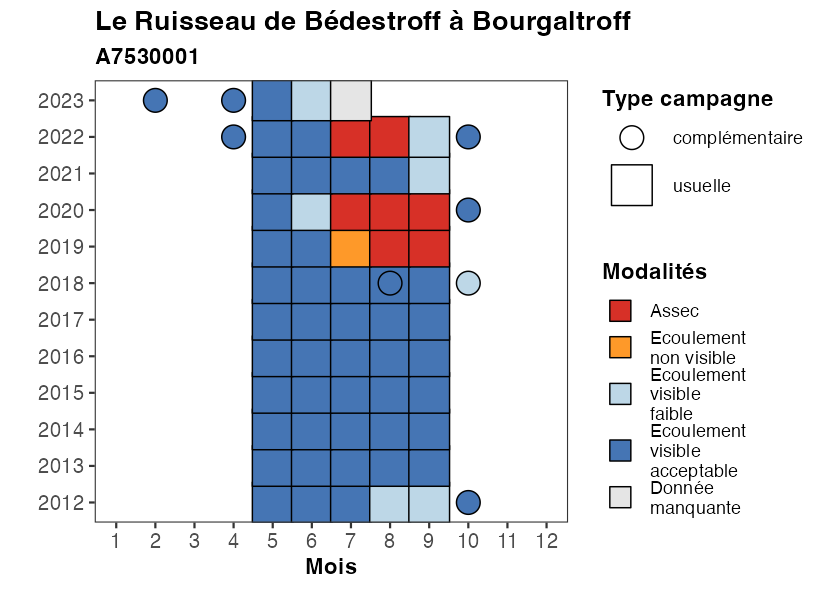 Le Ruisseau de Bédestroff à Bourgaltroff
A7530001
2023
2022
2021
2020
2019
2018
2017
2016
2015
2014
2013
2012
1 2 3 4 5 6 7 8 9 10 11 12
Mois
Type campagne
complémentaire
usuelle
Modalités
Assec
Ecoulement
non visible
Ecoulement
visible
faible
Ecoulement
visible
acceptable
Donnée
manquante